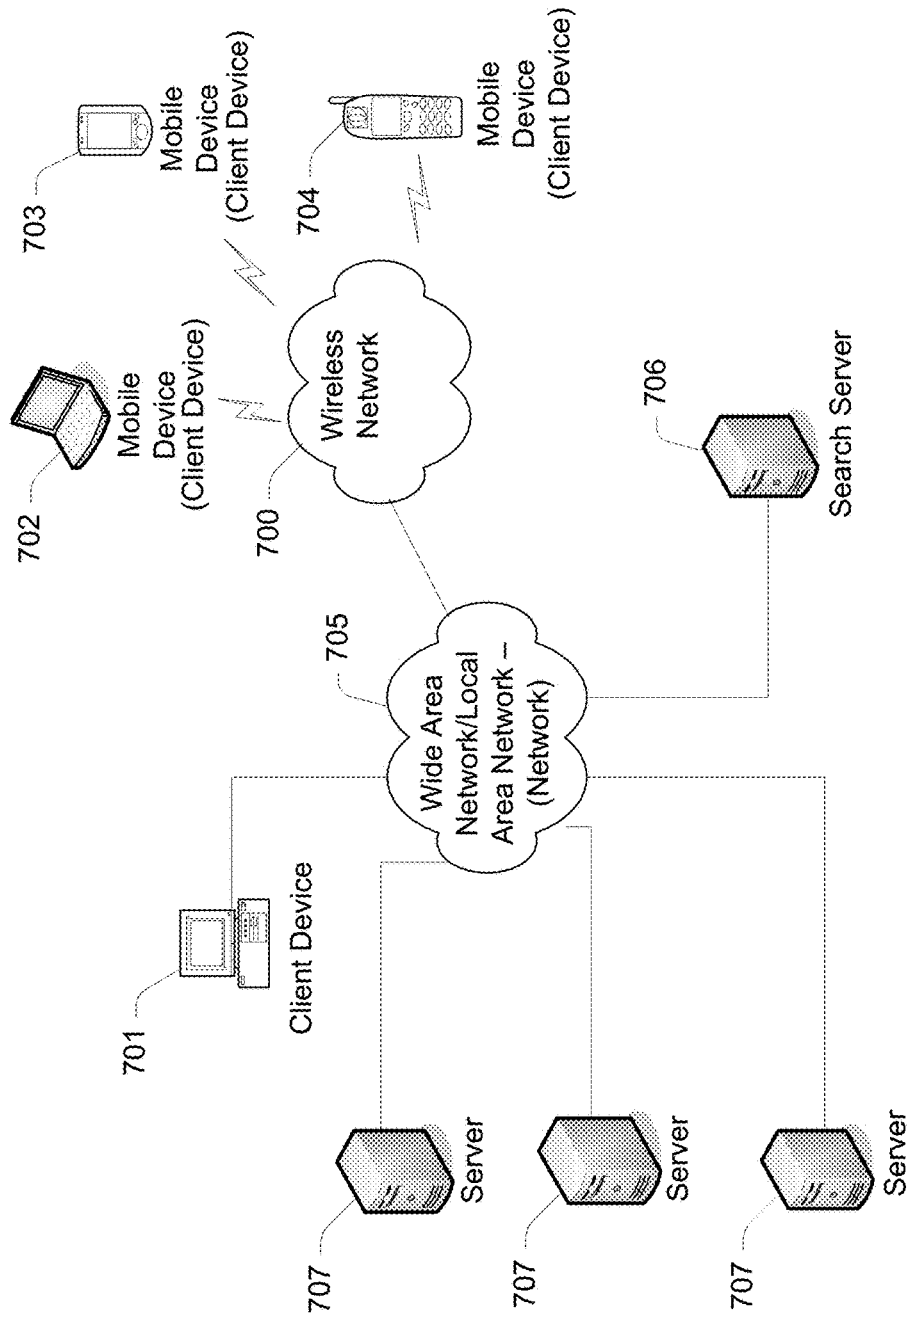 701
Client Device
702
Mobile
Device
(Client Device)
703
Mobile
Device
(Client Device)
704
Mobile
Device
(Client Device)
700
Wireless
Network
705
Wide Area
Network/Local
Area Network –
(Network)
706
Search Server
707
Server
707
Server
707
Server